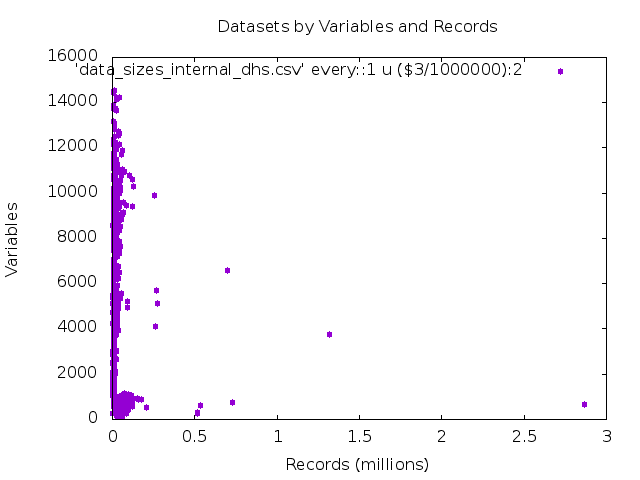 Datasets by Variables and Records
'data_sizes_internal_dhs.csv' every::1 u ($3/1000000):2
16000
14000
12000
10000
8000
6000
4000
2000
0
Variables
0 0.5 1 1.5 2 2.5 3
Records (millions)